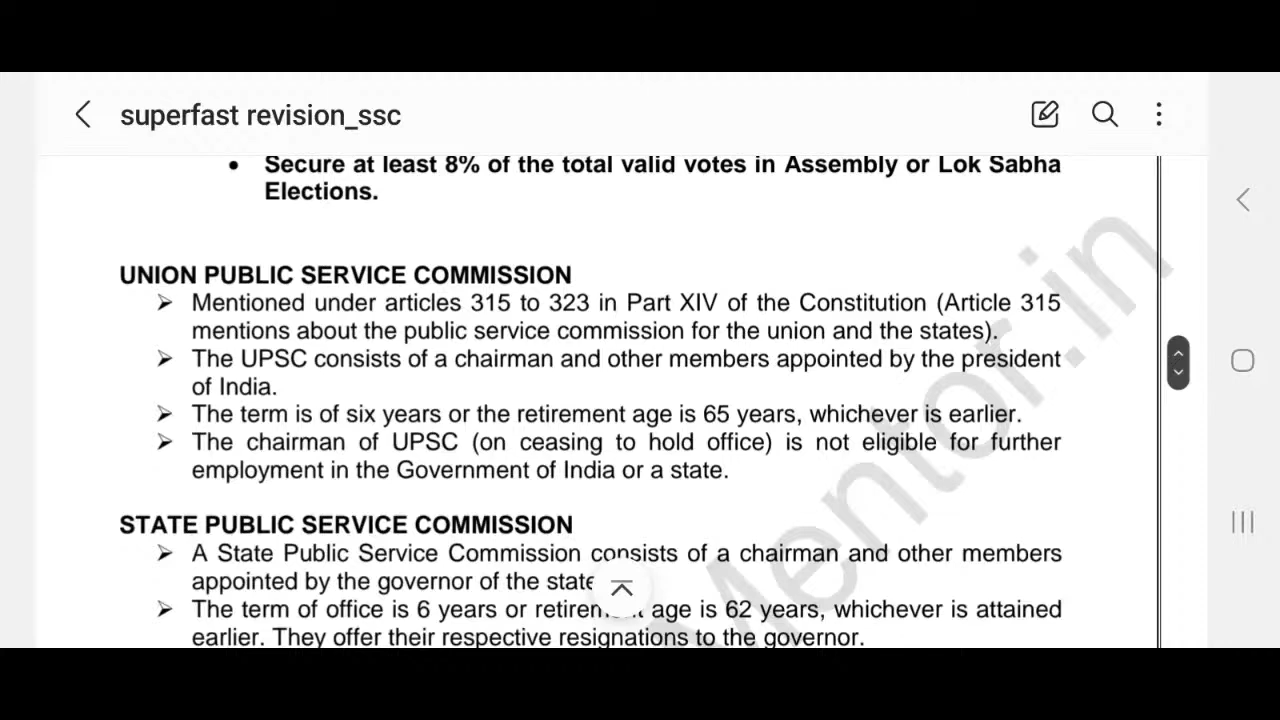 superfast revision_ssc
• Secure at least 8% of the total valid votes in Assembly or Lok Sabha
Elections.
UNION PUBLIC SERVICE COMMISSION
➢ Mentioned under articles 315 to 323 in Part XIV of the Constitution (Article 315
mentions about the public service commission for the union and the states).
➢ The UPSC consists of a chairman and other members appointed by the president
of India.
➢ The term is of six years or the retirement age is 65 years, whichever is earlier.
➢ The chairman of UPSC (on ceasing to hold office) is not eligible for further
employment in the Government of India or a state.
STATE PUBLIC SERVICE COMMISSION
➢ A State Public Service Commission consists of a chairman and other members
appointed by the governor of the state
➢ The term of office is 6 years or retirement age is 62 years, whichever is attained
earlier. They offer their respective resignations to the governor.
Mentor.in